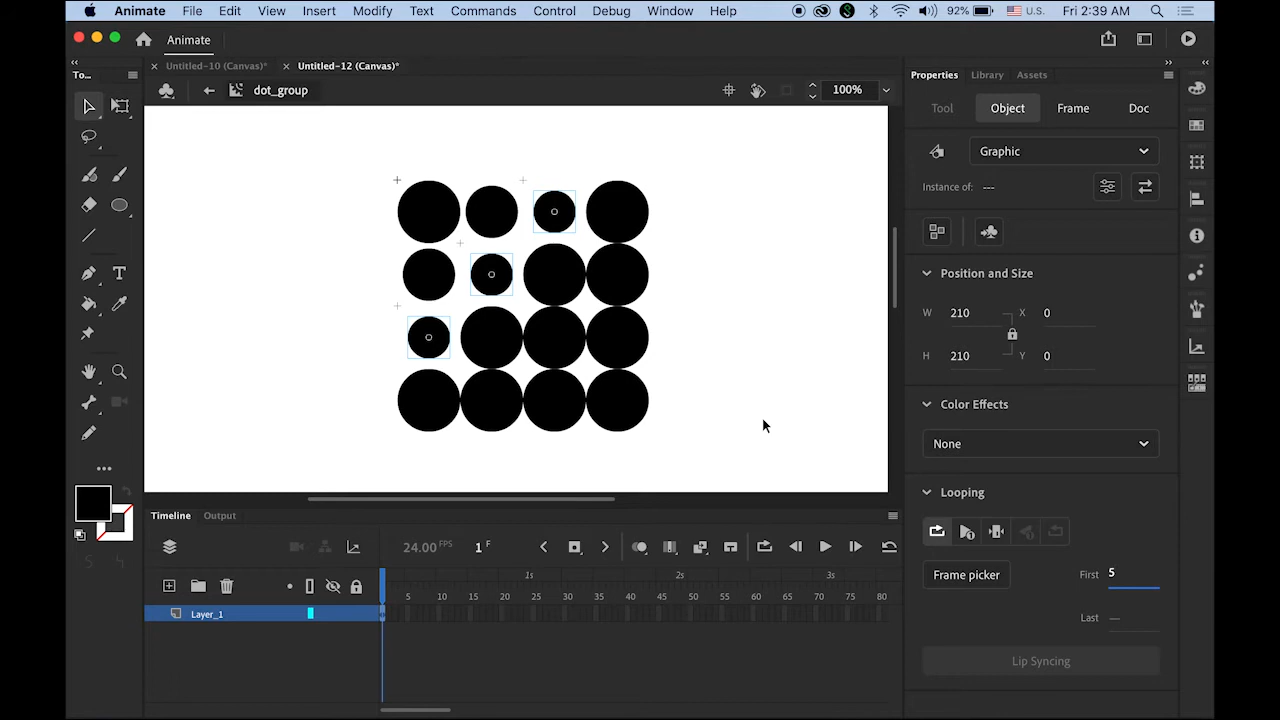 Animate File Edit View Insert Modify Text Commands Control Debug Window Help 92% U.S. Fri 2:39 AM
Animate
To...
Untitled-10 (Canvas)* Untitled-12 (Canvas)*
Properties Library Assets
dot_group 100%
Tool Object Frame Doc
Graphic
Instance of: ---
Position and Size
W 210 X 0
H 210 Y 0
Color Effects
None
Looping
Timeline Output
24.00 FPS 1 F
Frame picker First 5
1s 2s 3s
5 10 15 20 25 30 35 40 45 50 55 60 65 70 75 80
Layer_1
Last ---
Lip Syncing